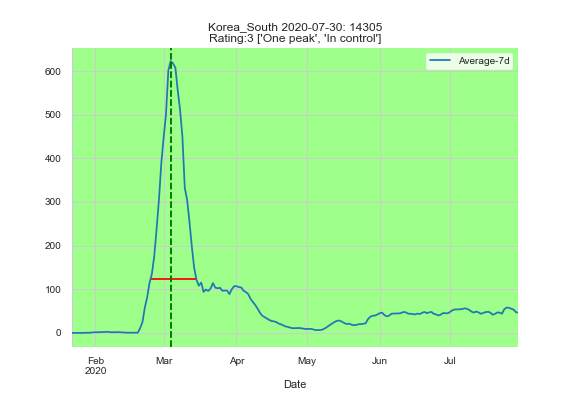 Korea_South 2020-07-30: 14305
Rating:3 ['One peak', 'In control']
Average-7d
600
500
400
300
200
100
0
Feb
2020
Mar
Apr
May
Jun
Jul
Date